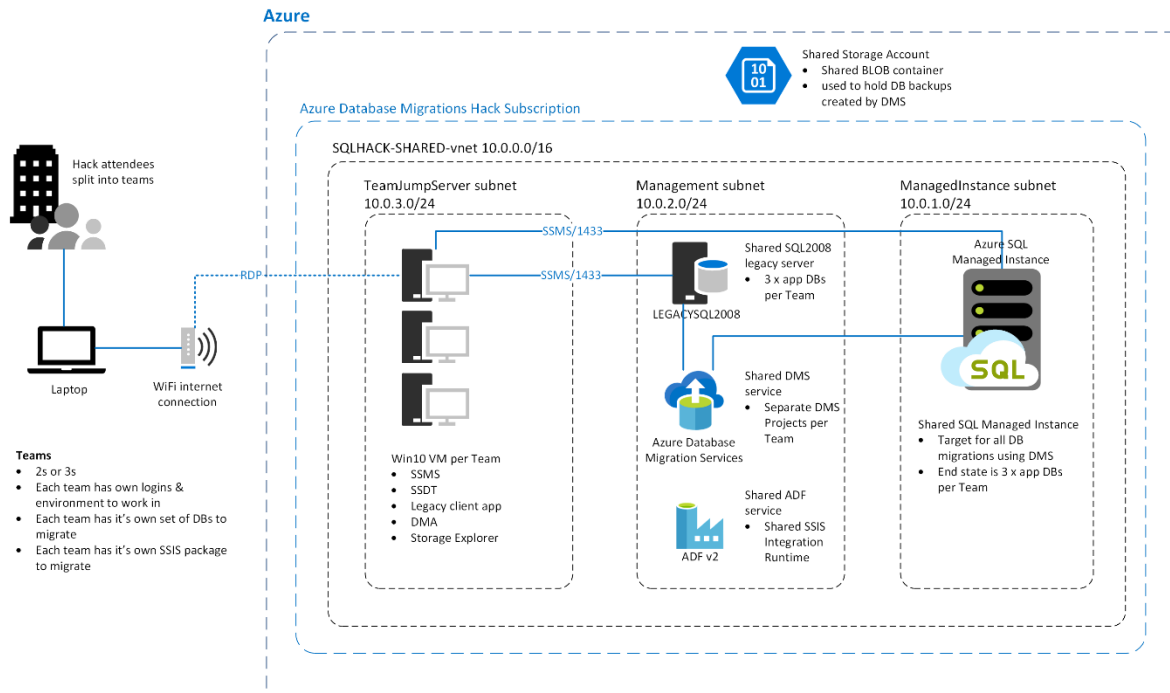 Azure
10
01
Shared Storage Account
• Shared BLOB container
• used to hold DB backups
created by DMS
Azure Database Migrations Hack Subscription
SQLHACK-SHARED-vnet 10.0.0.0/16
Hack attendees
split into teams
Laptop
WiFi internet
connection
RDP
Teams
• 2s or 3s
• Each team has own logins &
environment to work in
• Each team has it's own set of DBs to
migrate
• Each team has it's own SSIS package
to migrate
TeamJumpServer subnet
10.0.3.0/24
SSMS/1433
SSMS/1433
Win10 VM per Team
• SSMS
• SSDT
• Legacy client app
• DMA
• Storage Explorer
Management subnet
10.0.2.0/24
Shared SQL2008
legacy server
• 3 x app DBs
per Team
LEGACYSQL2008
Shared DMS
service
• Separate DMS
Projects per
Team
Azure Database
Migration Services
Shared ADF
service
• Shared SSIS
Integration
Runtime
ADF v2
ManagedInstance subnet
10.0.1.0/24
Azure SQL
Managed Instance
SQL
Shared SQL Managed Instance
• Target for all DB
migrations using DMS
• End state is 3 x app DBs
per Team